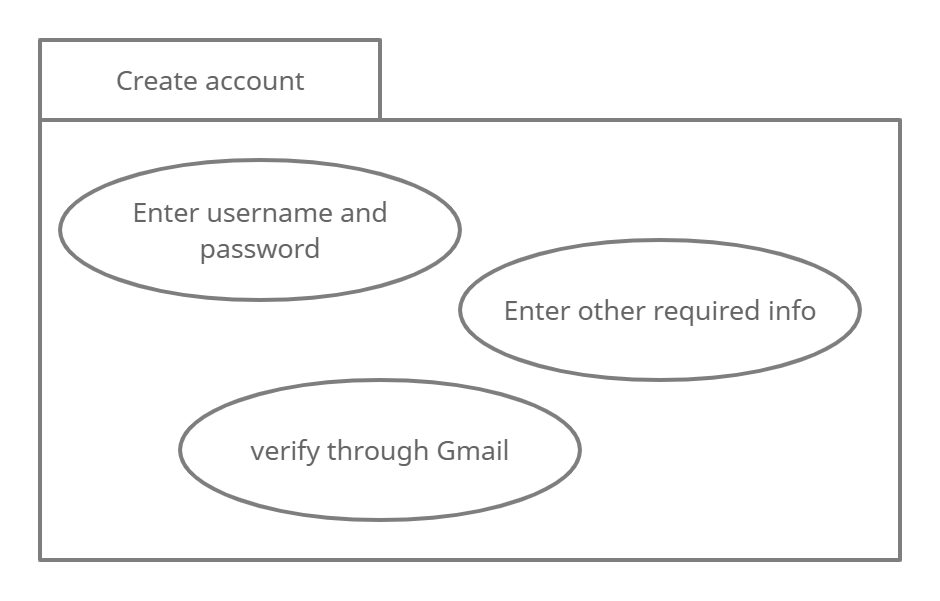 Create account
Enter username and
password
Enter other required info
verify through Gmail